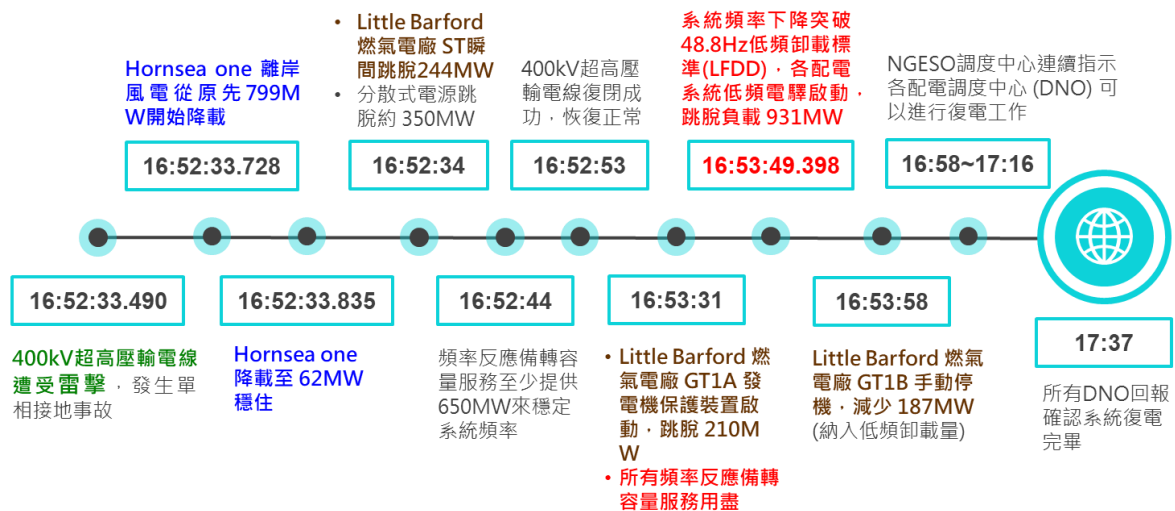 Hornsea one 離岸
風電從原先799M
W開始降載
16:52:33.728
• Little Barford
燃氣電廠 ST瞬
間跳脫244MW
• 分散式電源跳
脫約 350MW
16:52:34
400kV超高壓
輸電線復閉成
功，恢復正常
16:52:53
系統頻率下降突破
48.8Hz低頻卸載標
準(LFDD)，各配電
系統低頻電驛啟動，
跳脫負載 931MW
16:53:49.398
NGESO調度中心連續指示
各配電調度中心 (DNO) 可
以進行復電工作
16:58~17:16
16:52:33.490
400kV超高壓輸電線
遭受雷擊，發生單
相接地事故
16:52:33.835
Hornsea one
降載至 62MW
穩住
16:52:44
頻率反應備轉容
量服務至少提供
650MW來穩定
系統頻率
16:53:31
• Little Barford 燃
氣電廠 GT1A 發
電機保護裝置啟
動，跳脫 210M
W
• 所有頻率反應備轉
容量服務用盡
16:53:58
Little Barford 燃氣
電廠 GT1B 手動停
機，減少 187MW
(納入低頻卸載量)
17:37
所有DNO回報
確認系統復電
完畢